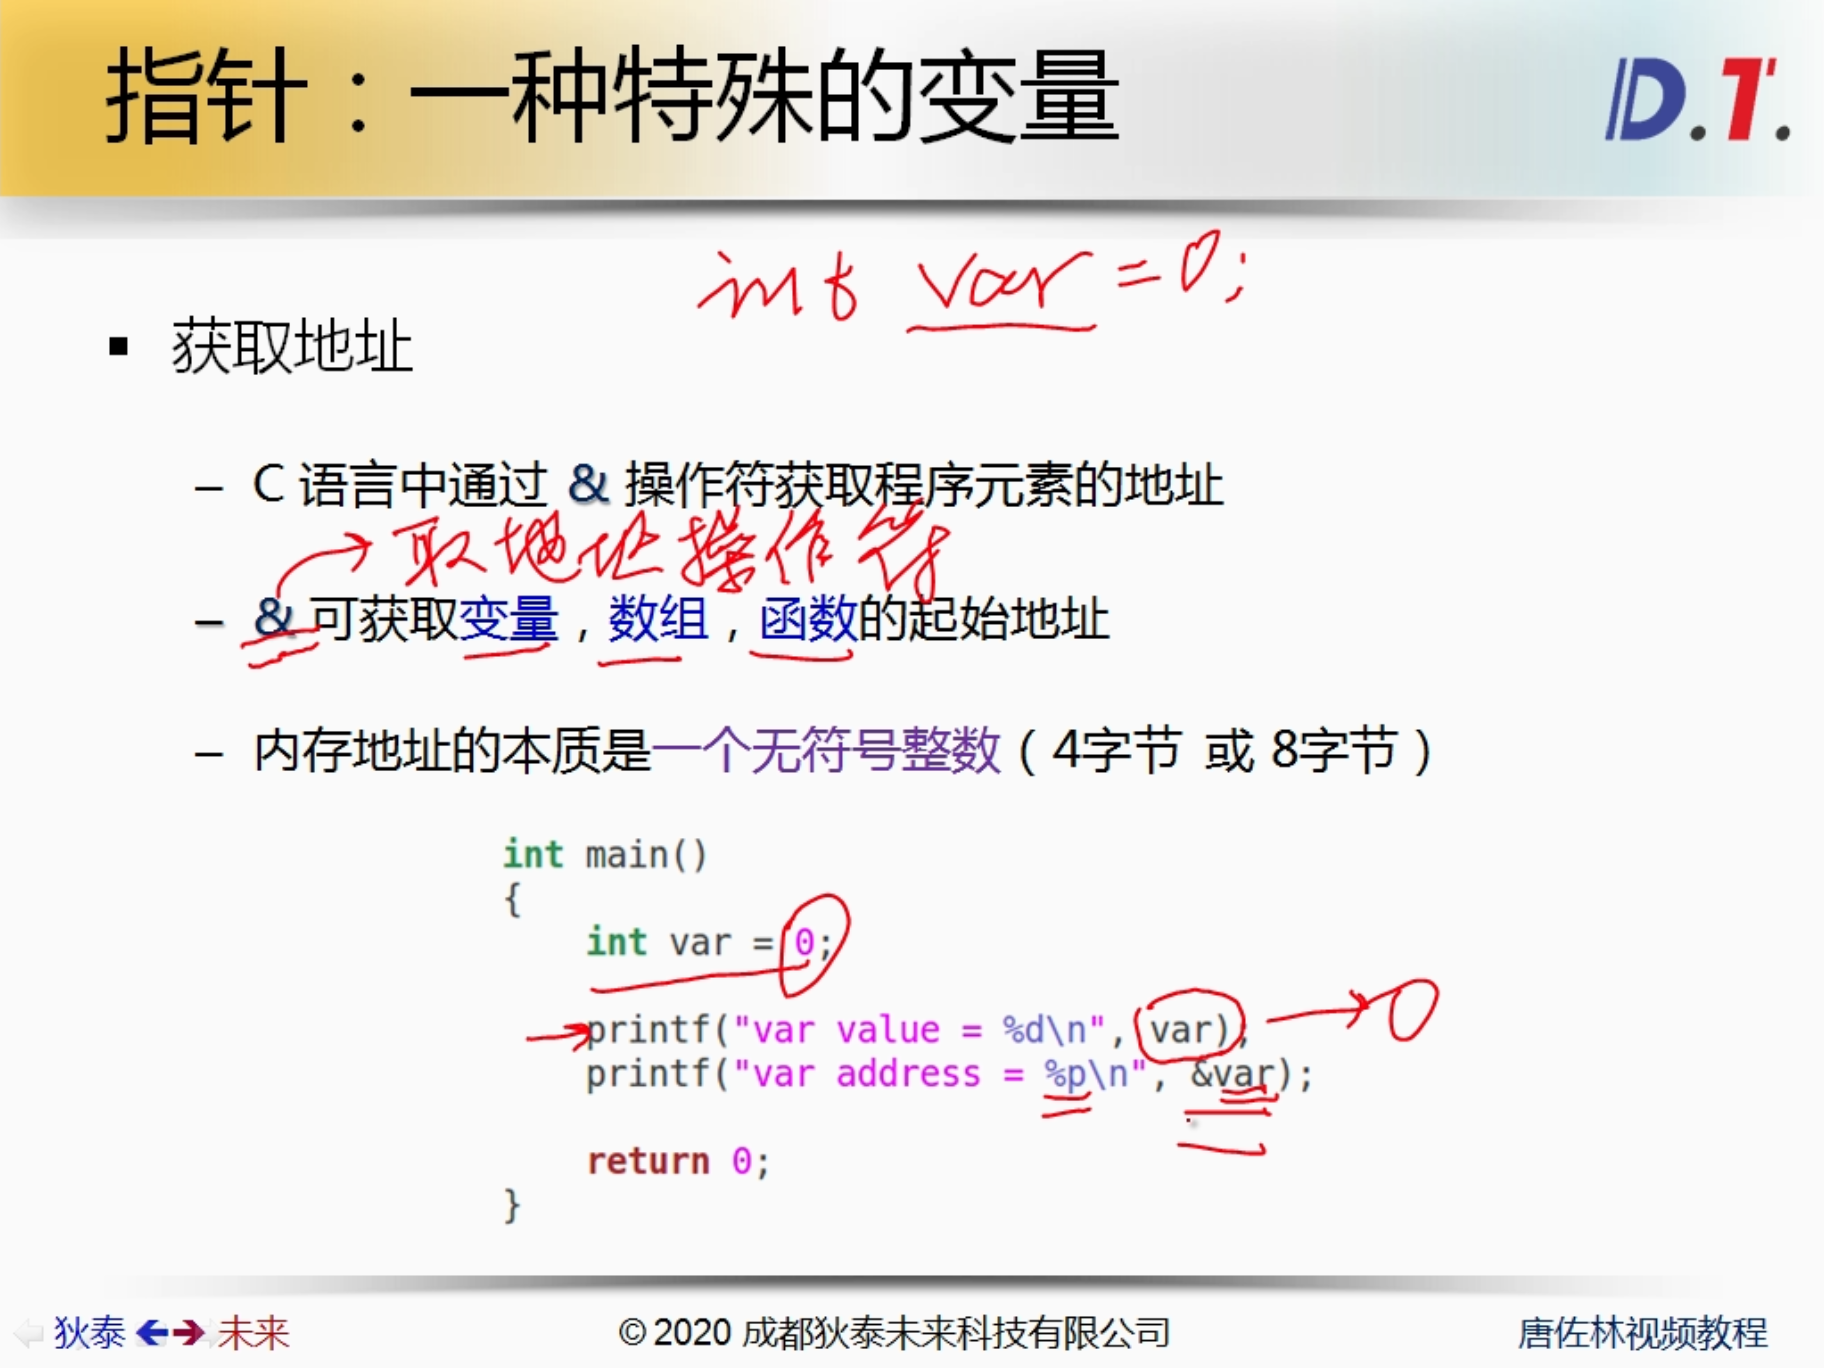 指针：一种特殊的变量
D.T.
int var = 0;
▪ 获取地址
– C 语言中通过 & 操作符获取程序元素的地址
取地址操作符
– & 可获取变量，数组，函数的起始地址
– 内存地址的本质是一个无符号整数（4字节 或 8字节）
int main()
{
int var = 0;
printf("var value = %d\n", var);
0
printf("var address = %p\n", &var);
return 0;
}
狄泰 未来
© 2020 成都狄泰未来科技有限公司
唐佐林视频教程